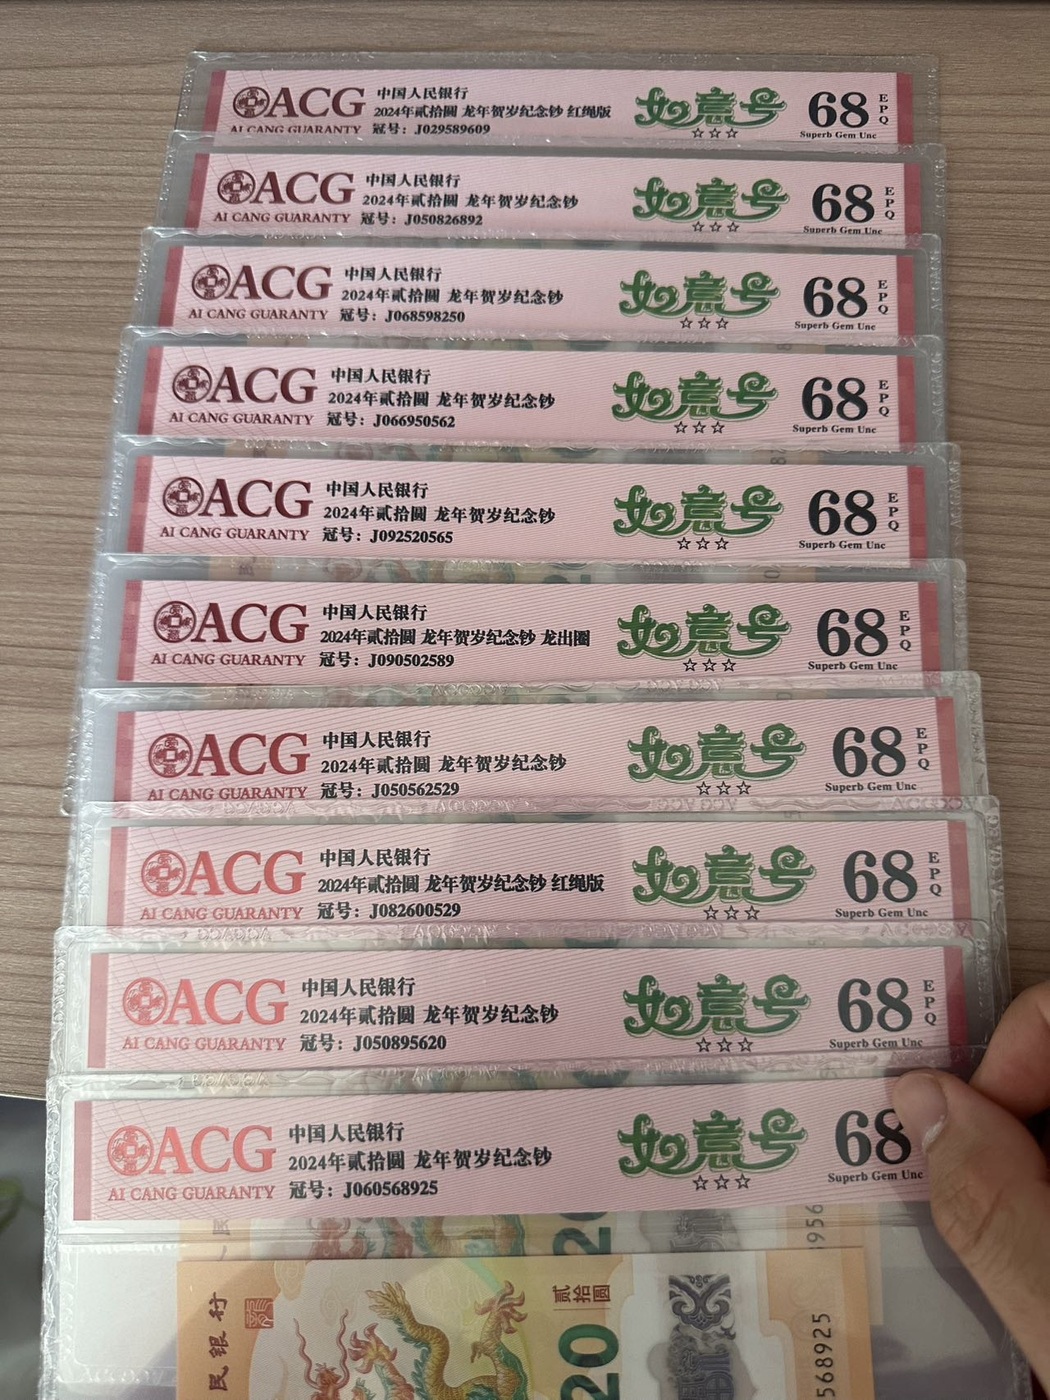 ACG
AI CANG GUARANTY
中国人民银行
2024年贰拾圆 龙年贺岁纪念钞 红绳版
冠号：J029589609
如意号
☆☆☆
68
EPQ
Superb Gem Unc
ACG
AI CANG GUARANTY
中国人民银行
2024年贰拾圆 龙年贺岁纪念钞
冠号：J050826892
如意号
☆☆☆
68
EPQ
Superb Gem Unc
ACG
AI CANG GUARANTY
中国人民银行
2024年贰拾圆 龙年贺岁纪念钞
冠号：J068598250
如意号
☆☆☆
68
EPQ
Superb Gem Unc
ACG
AI CANG GUARANTY
中国人民银行
2024年贰拾圆 龙年贺岁纪念钞
冠号：J066950562
如意号
☆☆☆
68
EPQ
Superb Gem Unc
ACG
AI CANG GUARANTY
中国人民银行
2024年贰拾圆 龙年贺岁纪念钞
冠号：J092520565
如意号
☆☆☆
68
EPQ
Superb Gem Unc
ACG
AI CANG GUARANTY
中国人民银行
2024年贰拾圆 龙年贺岁纪念钞 龙出圈
冠号：J090502589
如意号
☆☆☆
68
EPQ
Superb Gem Unc
ACG
AI CANG GUARANTY
中国人民银行
2024年贰拾圆 龙年贺岁纪念钞
冠号：J050562529
如意号
☆☆☆
68
EPQ
Superb Gem Unc
ACG
AI CANG GUARANTY
中国人民银行
2024年贰拾圆 龙年贺岁纪念钞 红绳版
冠号：J082600529
如意号
☆☆☆
68
EPQ
Superb Gem Unc
ACG
AI CANG GUARANTY
中国人民银行
2024年贰拾圆 龙年贺岁纪念钞
冠号：J050895620
如意号
☆☆☆
68
EPQ
Superb Gem Unc
ACG
AI CANG GUARANTY
中国人民银行
2024年贰拾圆 龙年贺岁纪念钞
冠号：J060568925
如意号
☆☆☆
68
Superb Gem Unc
20
民银行
贰拾圆
20
568925